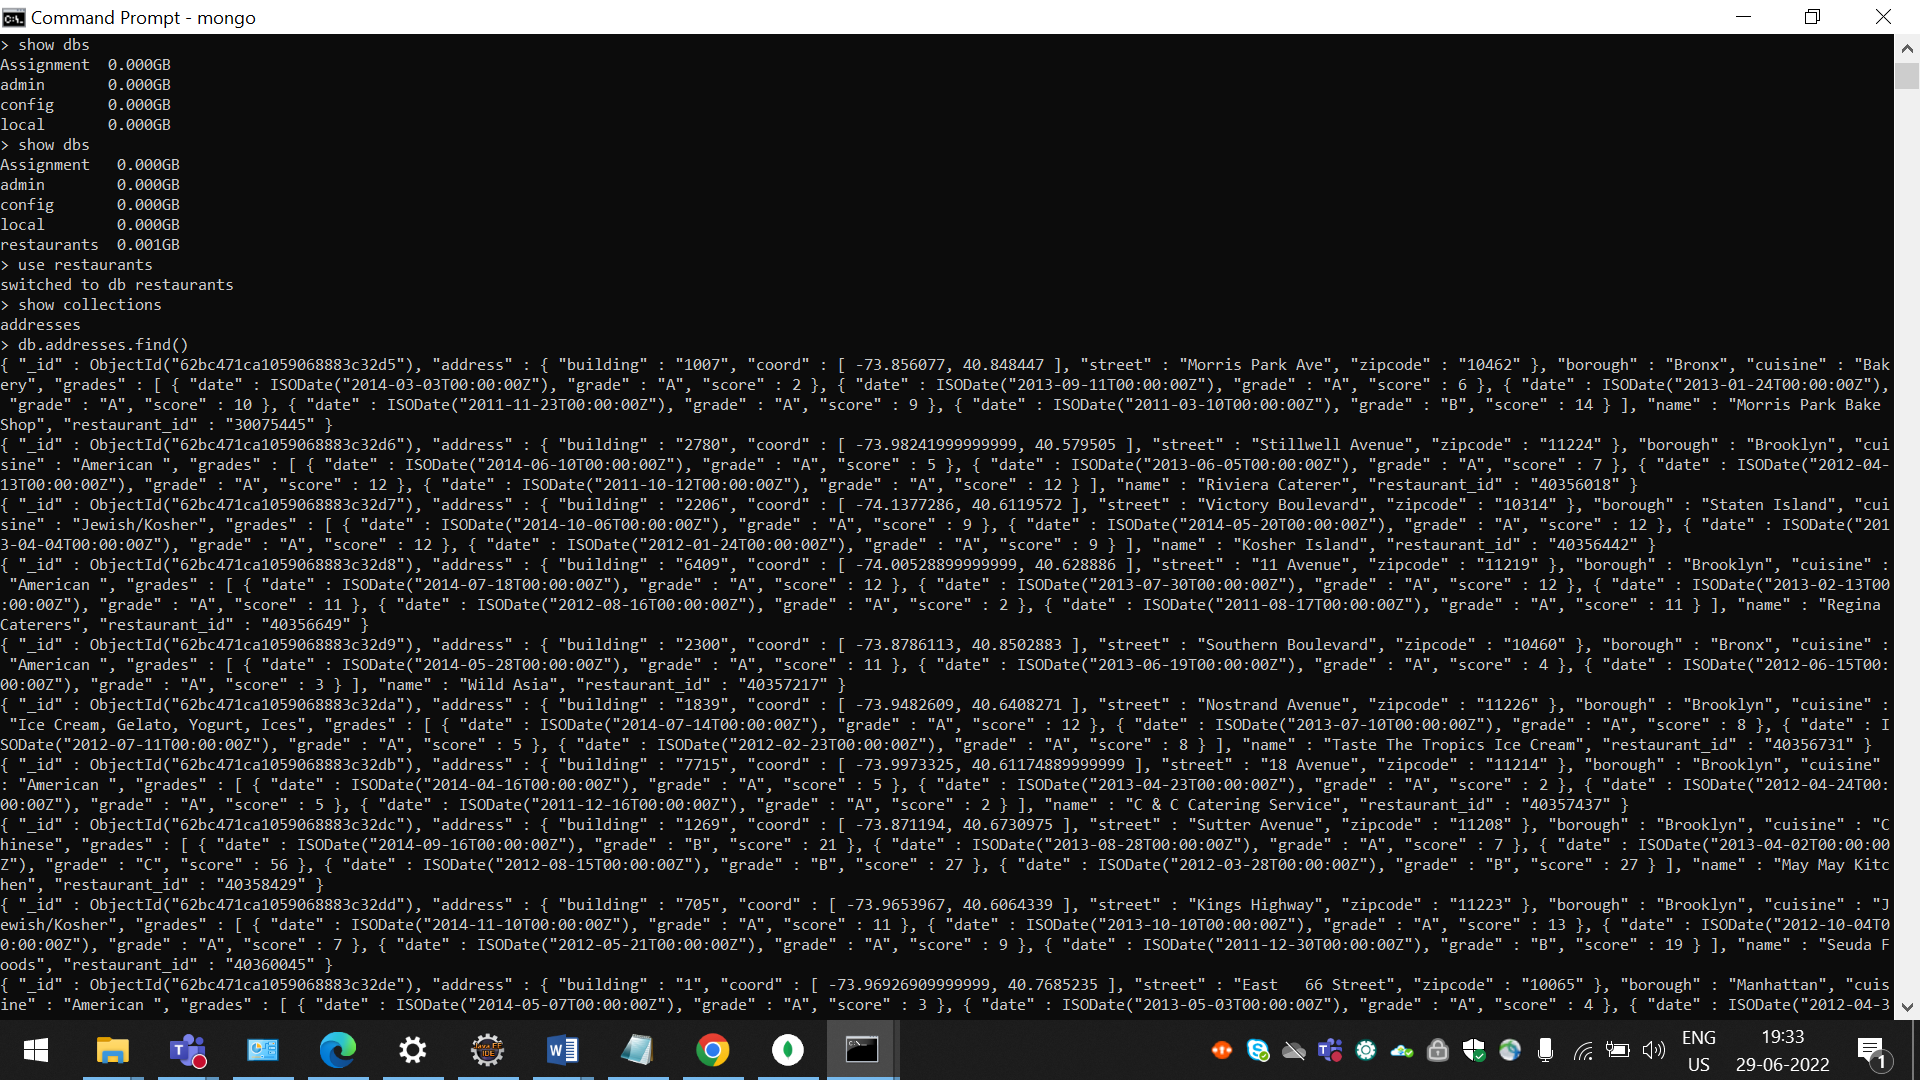 Command Prompt - mongo
> show dbs
Assignment  0.000GB
admin       0.000GB
config      0.000GB
local       0.000GB
> show dbs
Assignment   0.000GB
admin        0.000GB
config       0.000GB
local        0.000GB
restaurants  0.001GB
> use restaurants
switched to db restaurants
> show collections
addresses
> db.addresses.find()
{ "_id" : ObjectId("62bc471ca1059068883c32d5"), "address" : { "building" : "1007", "coord" : [ -73.856077, 40.848447 ], "street" : "Morris Park Ave", "zipcode" : "10462" }, "borough" : "Bronx", "cuisine" : "Bak
ery", "grades" : [ { "date" : ISODate("2014-03-03T00:00:00Z"), "grade" : "A", "score" : 2 }, { "date" : ISODate("2013-09-11T00:00:00Z"), "grade" : "A", "score" : 6 }, { "date" : ISODate("2013-01-24T00:00:00Z"),
 "grade" : "A", "score" : 10 }, { "date" : ISODate("2011-11-23T00:00:00Z"), "grade" : "A", "score" : 9 }, { "date" : ISODate("2011-03-10T00:00:00Z"), "grade" : "B", "score" : 14 } ], "name" : "Morris Park Bake
Shop", "restaurant_id" : "30075445" }
{ "_id" : ObjectId("62bc471ca1059068883c32d6"), "address" : { "building" : "2780", "coord" : [ -73.98241999999999, 40.579505 ], "street" : "Stillwell Avenue", "zipcode" : "11224" }, "borough" : "Brooklyn", "cui
sine" : "American ", "grades" : [ { "date" : ISODate("2014-06-10T00:00:00Z"), "grade" : "A", "score" : 5 }, { "date" : ISODate("2013-06-05T00:00:00Z"), "grade" : "A", "score" : 7 }, { "date" : ISODate("2012-04-
13T00:00:00Z"), "grade" : "A", "score" : 12 }, { "date" : ISODate("2011-10-12T00:00:00Z"), "grade" : "A", "score" : 12 } ], "name" : "Riviera Caterer", "restaurant_id" : "40356018" }
{ "_id" : ObjectId("62bc471ca1059068883c32d7"), "address" : { "building" : "2206", "coord" : [ -74.1377286, 40.6119572 ], "street" : "Victory Boulevard", "zipcode" : "10314" }, "borough" : "Staten Island", "cui
sine" : "Jewish/Kosher", "grades" : [ { "date" : ISODate("2014-10-06T00:00:00Z"), "grade" : "A", "score" : 9 }, { "date" : ISODate("2014-05-20T00:00:00Z"), "grade" : "A", "score" : 12 }, { "date" : ISODate("201
3-04-04T00:00:00Z"), "grade" : "A", "score" : 12 }, { "date" : ISODate("2012-01-24T00:00:00Z"), "grade" : "A", "score" : 9 } ], "name" : "Kosher Island", "restaurant_id" : "40356442" }
{ "_id" : ObjectId("62bc471ca1059068883c32d8"), "address" : { "building" : "6409", "coord" : [ -74.00528899999999, 40.628886 ], "street" : "11 Avenue", "zipcode" : "11219" }, "borough" : "Brooklyn", "cuisine" :
 "American ", "grades" : [ { "date" : ISODate("2014-07-18T00:00:00Z"), "grade" : "A", "score" : 12 }, { "date" : ISODate("2013-07-30T00:00:00Z"), "grade" : "A", "score" : 12 }, { "date" : ISODate("2013-02-13T00
:00:00Z"), "grade" : "A", "score" : 11 }, { "date" : ISODate("2012-08-16T00:00:00Z"), "grade" : "A", "score" : 2 }, { "date" : ISODate("2011-08-17T00:00:00Z"), "grade" : "A", "score" : 11 } ], "name" : "Regina
Caterers", "restaurant_id" : "40356649" }
{ "_id" : ObjectId("62bc471ca1059068883c32d9"), "address" : { "building" : "2300", "coord" : [ -73.8786113, 40.8502883 ], "street" : "Southern Boulevard", "zipcode" : "10460" }, "borough" : "Bronx", "cuisine" :
 "American ", "grades" : [ { "date" : ISODate("2014-05-28T00:00:00Z"), "grade" : "A", "score" : 11 }, { "date" : ISODate("2013-06-19T00:00:00Z"), "grade" : "A", "score" : 4 }, { "date" : ISODate("2012-06-15T00:
00:00Z"), "grade" : "A", "score" : 3 } ], "name" : "Wild Asia", "restaurant_id" : "40357217" }
{ "_id" : ObjectId("62bc471ca1059068883c32da"), "address" : { "building" : "1839", "coord" : [ -73.9482609, 40.6408271 ], "street" : "Nostrand Avenue", "zipcode" : "11226" }, "borough" : "Brooklyn", "cuisine" :
 "Ice Cream, Gelato, Yogurt, Ices", "grades" : [ { "date" : ISODate("2014-07-14T00:00:00Z"), "grade" : "A", "score" : 12 }, { "date" : ISODate("2013-07-10T00:00:00Z"), "grade" : "A", "score" : 8 }, { "date" : I
SODate("2012-07-11T00:00:00Z"), "grade" : "A", "score" : 5 }, { "date" : ISODate("2012-02-23T00:00:00Z"), "grade" : "A", "score" : 8 } ], "name" : "Taste The Tropics Ice Cream", "restaurant_id" : "40356731" }
{ "_id" : ObjectId("62bc471ca1059068883c32db"), "address" : { "building" : "7715", "coord" : [ -73.9973325, 40.61174889999999 ], "street" : "18 Avenue", "zipcode" : "11214" }, "borough" : "Brooklyn", "cuisine"
: "American ", "grades" : [ { "date" : ISODate("2014-04-16T00:00:00Z"), "grade" : "A", "score" : 5 }, { "date" : ISODate("2013-04-23T00:00:00Z"), "grade" : "A", "score" : 2 }, { "date" : ISODate("2012-04-24T00:
00:00Z"), "grade" : "A", "score" : 5 }, { "date" : ISODate("2011-12-16T00:00:00Z"), "grade" : "A", "score" : 2 } ], "name" : "C & C Catering Service", "restaurant_id" : "40357437" }
{ "_id" : ObjectId("62bc471ca1059068883c32dc"), "address" : { "building" : "1269", "coord" : [ -73.871194, 40.6730975 ], "street" : "Sutter Avenue", "zipcode" : "11208" }, "borough" : "Brooklyn", "cuisine" : "C
hinese", "grades" : [ { "date" : ISODate("2014-09-16T00:00:00Z"), "grade" : "B", "score" : 21 }, { "date" : ISODate("2013-08-28T00:00:00Z"), "grade" : "A", "score" : 7 }, { "date" : ISODate("2013-04-02T00:00:00
Z"), "grade" : "C", "score" : 56 }, { "date" : ISODate("2012-08-15T00:00:00Z"), "grade" : "B", "score" : 27 }, { "date" : ISODate("2012-03-28T00:00:00Z"), "grade" : "B", "score" : 27 } ], "name" : "May May Kitc
hen", "restaurant_id" : "40358429" }
{ "_id" : ObjectId("62bc471ca1059068883c32dd"), "address" : { "building" : "705", "coord" : [ -73.9653967, 40.6064339 ], "street" : "Kings Highway", "zipcode" : "11223" }, "borough" : "Brooklyn", "cuisine" : "J
ewish/Kosher", "grades" : [ { "date" : ISODate("2014-11-10T00:00:00Z"), "grade" : "A", "score" : 11 }, { "date" : ISODate("2013-10-10T00:00:00Z"), "grade" : "A", "score" : 13 }, { "date" : ISODate("2012-10-04T0
0:00:00Z"), "grade" : "A", "score" : 7 }, { "date" : ISODate("2012-05-21T00:00:00Z"), "grade" : "A", "score" : 9 }, { "date" : ISODate("2011-12-30T00:00:00Z"), "grade" : "B", "score" : 19 } ], "name" : "Seuda F
oods", "restaurant_id" : "40360045" }
{ "_id" : ObjectId("62bc471ca1059068883c32de"), "address" : { "building" : "1", "coord" : [ -73.96926909999999, 40.7685235 ], "street" : "East   66 Street", "zipcode" : "10065" }, "borough" : "Manhattan", "cuis
ine" : "American ", "grades" : [ { "date" : ISODate("2014-05-07T00:00:00Z"), "grade" : "A", "score" : 3 }, { "date" : ISODate("2013-05-03T00:00:00Z"), "grade" : "A", "score" : 4 }, { "date" : ISODate("2012-04-3
ENG
US
19:33
29-06-2022
1